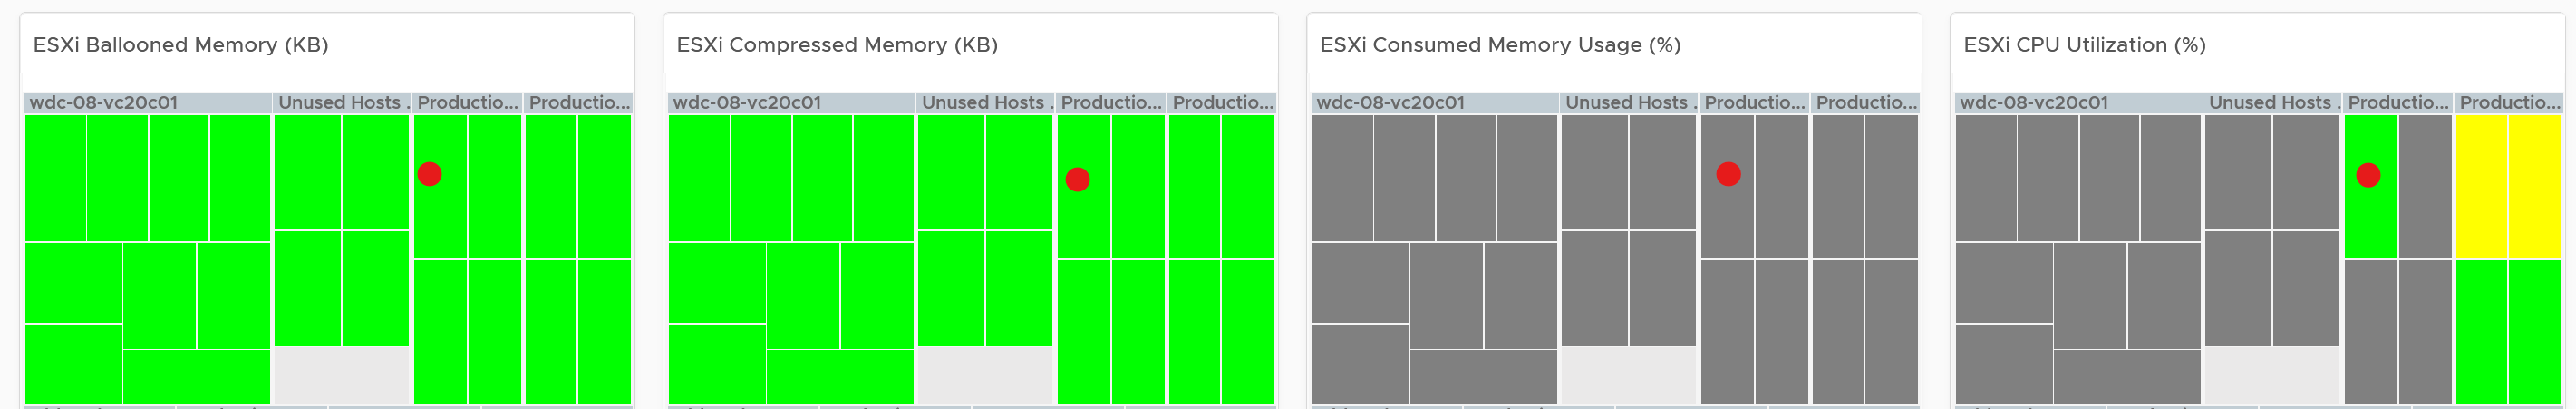 ESXi Ballooned Memory (KB)
wdc-08-vc20c01 Unused Hosts . Productio... Productio...
ESXi Compressed Memory (KB)
wdc-08-vc20c01 Unused Hosts . Productio... Productio...
ESXi Consumed Memory Usage (%)
wdc-08-vc20c01 Unused Hosts . Productio... Productio...
ESXi CPU Utilization (%)
wdc-08-vc20c01 Unused Hosts . Productio... Productio...